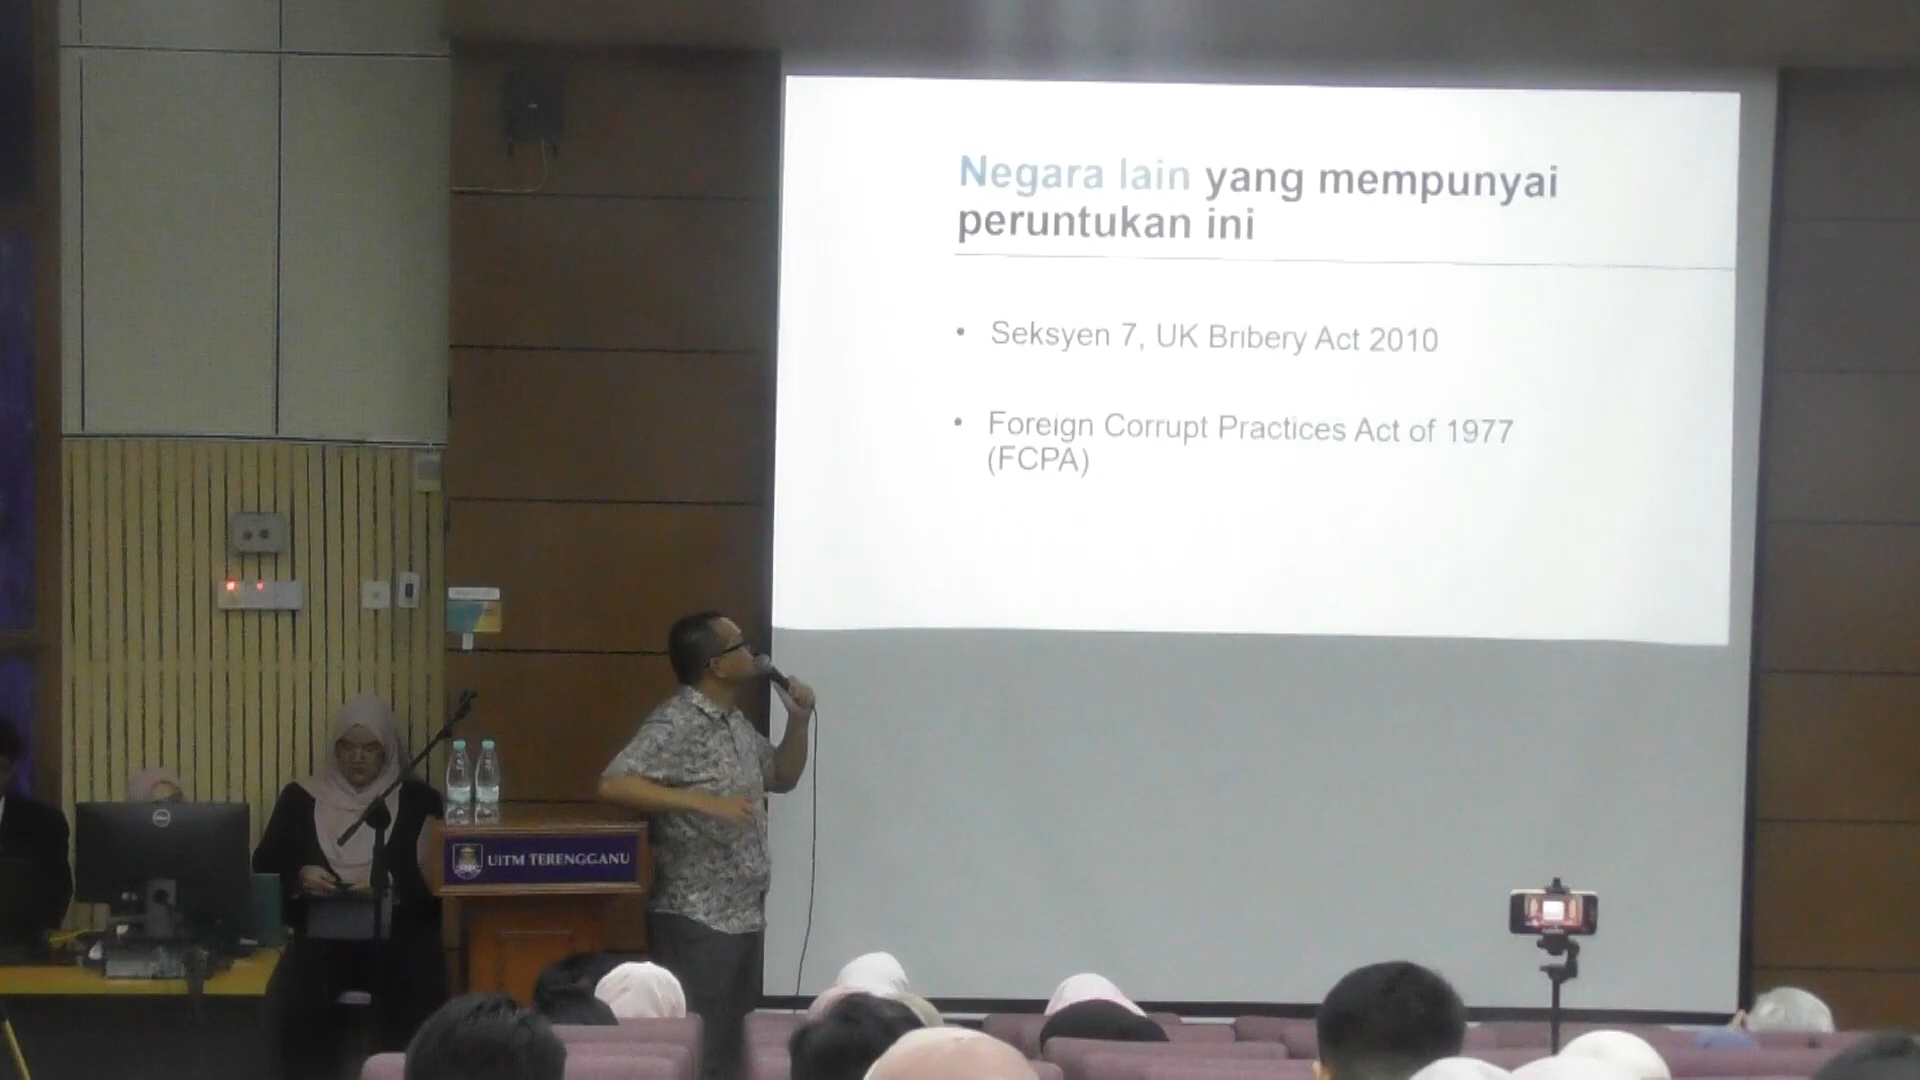 Negara lain yang mempunyai
peruntukan ini
• Seksyen 7, UK Bribery Act 2010
• Foreign Corrupt Practices Act of 1977
(FCPA)
UiTM TERENGGANU
DELL